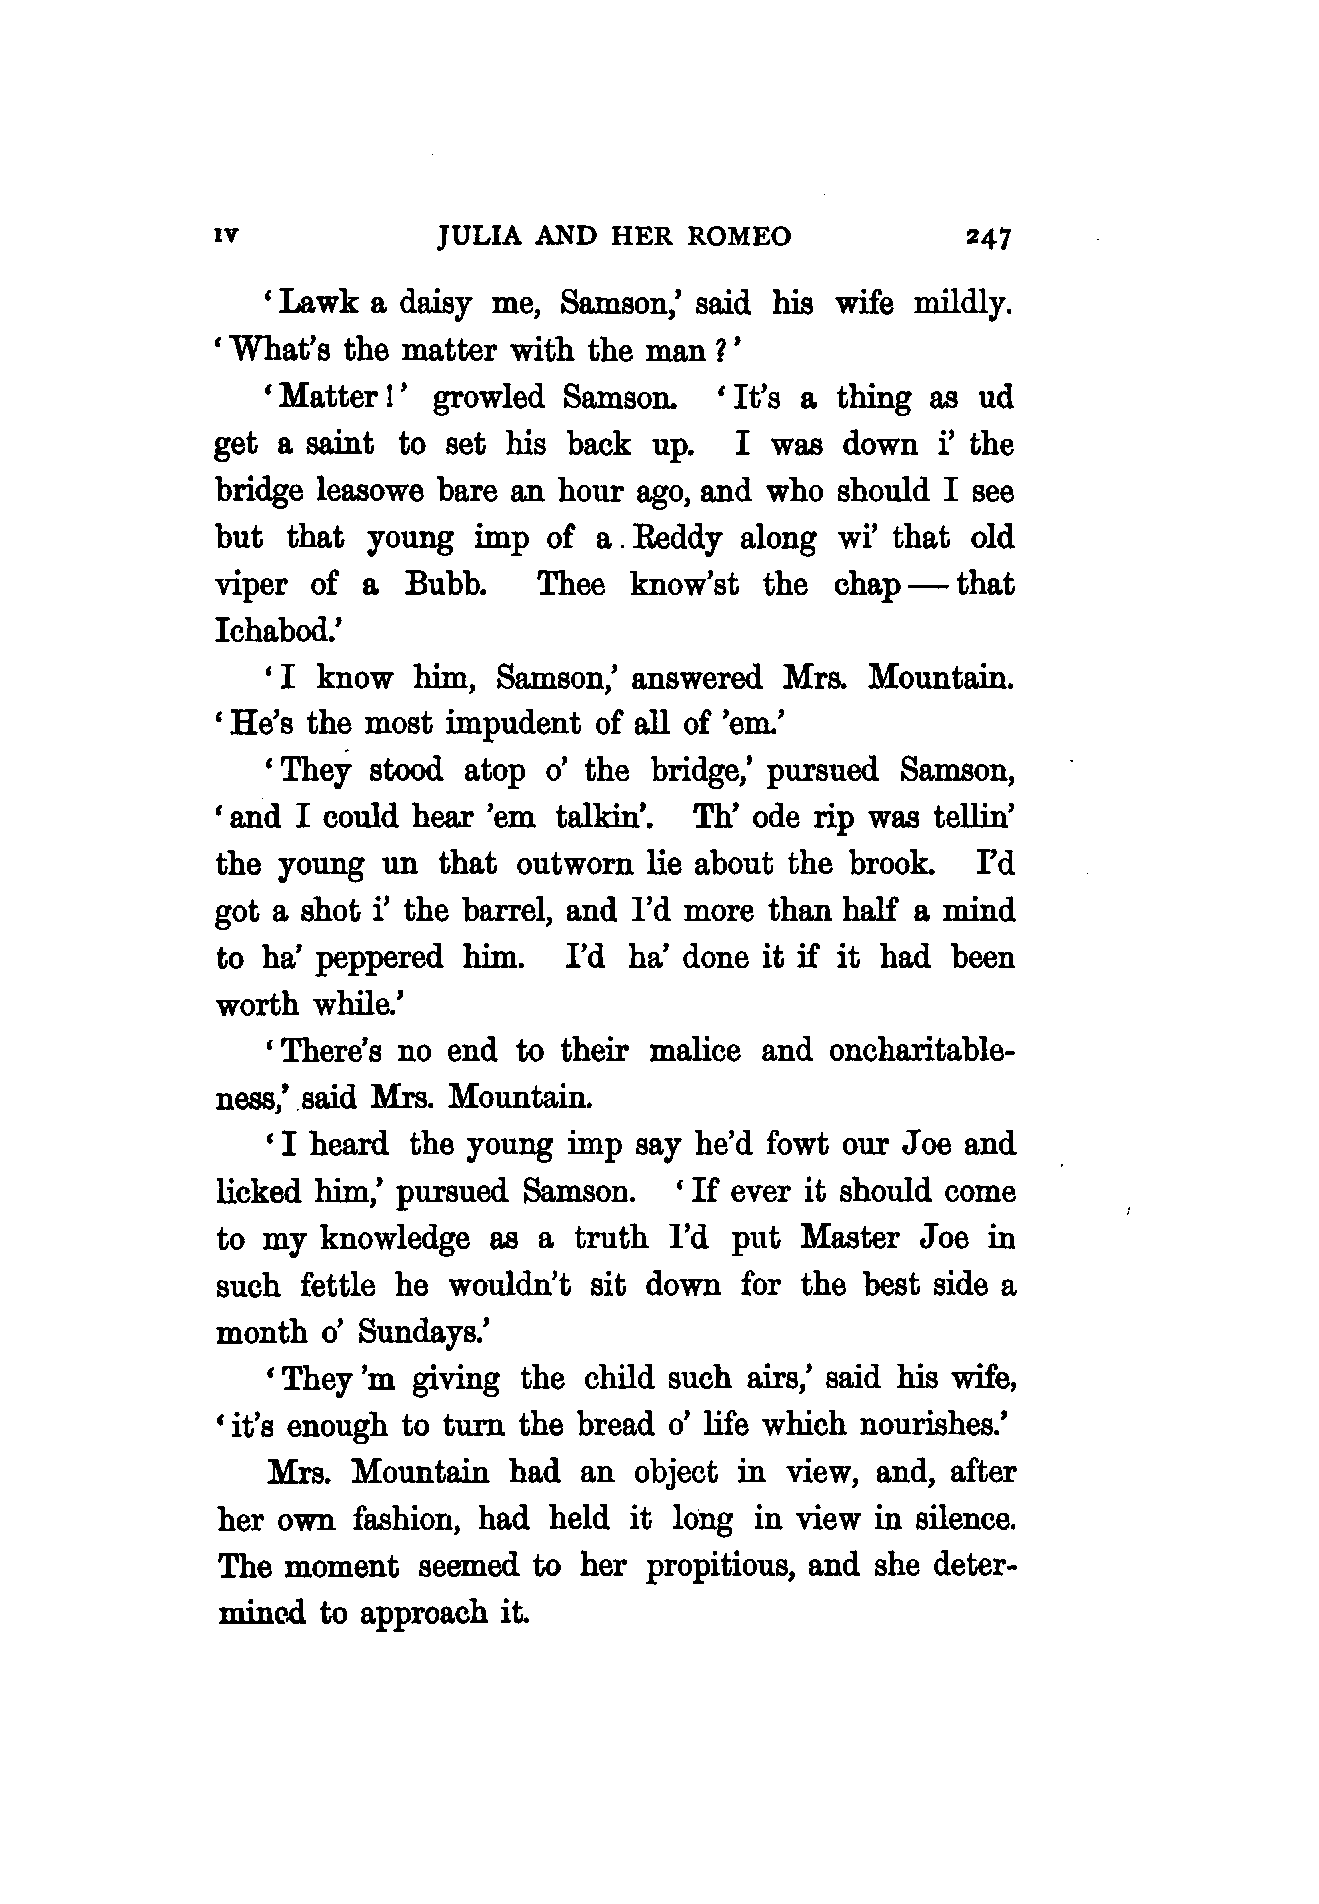 IV JULIA AND HER ROMEO 247
‘Lawk a daisy me, Samson,’ said his wife mildly.
‘What’s the matter with the man?’
‘Matter!’ growled Samson. ‘It’s a thing as ud
get a saint to set his back up. I was down i’ the
bridge leasowe bare an hour ago, and who should I see
but that young imp of a Reddy along wi’ that old
viper of a Bubb. Thee know’st the chap—that
Ichabod.’
‘I know him, Samson,’ answered Mrs. Mountain.
‘He’s the most impudent of all of ’em.’
‘They stood atop o’ the bridge,’ pursued Samson,
‘and I could hear ’em talkin’. Th’ ode rip was tellin’
the young un that outworn lie about the brook. I’d
got a shot i’ the barrel, and I’d more than half a mind
to ha’ peppered him. I’d ha’ done it if it had been
worth while.’
‘There’s no end to their malice and oncharitable-
ness,’ said Mrs. Mountain.
‘I heard the young imp say he’d fowt our Joe and
licked him,’ pursued Samson. ‘If ever it should come
to my knowledge as a truth I’d put Master Joe in
such fettle he wouldn’t sit down for the best side a
month o’ Sundays.’
‘They ’m giving the child such airs,’ said his wife,
‘it’s enough to turn the bread o’ life which nourishes.’
Mrs. Mountain had an object in view, and, after
her own fashion, had held it long in view in silence.
The moment seemed to her propitious, and she deter-
mined to approach it.